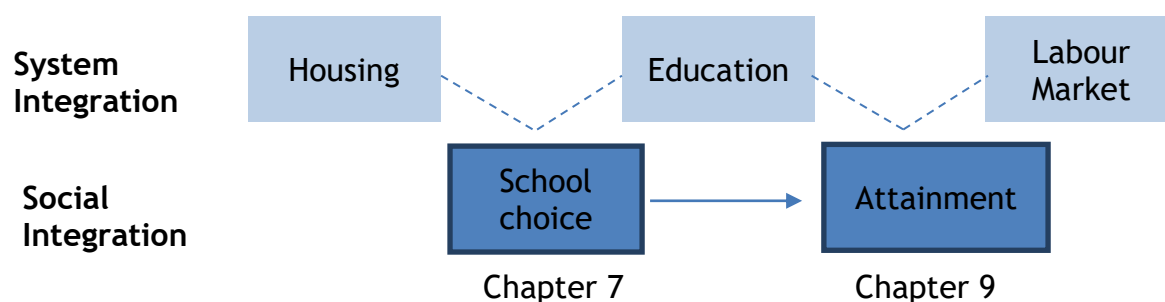 System
Integration
Housing
Education
Labour
Market
Social
Integration
School
choice
Attainment
Chapter 7
Chapter 9